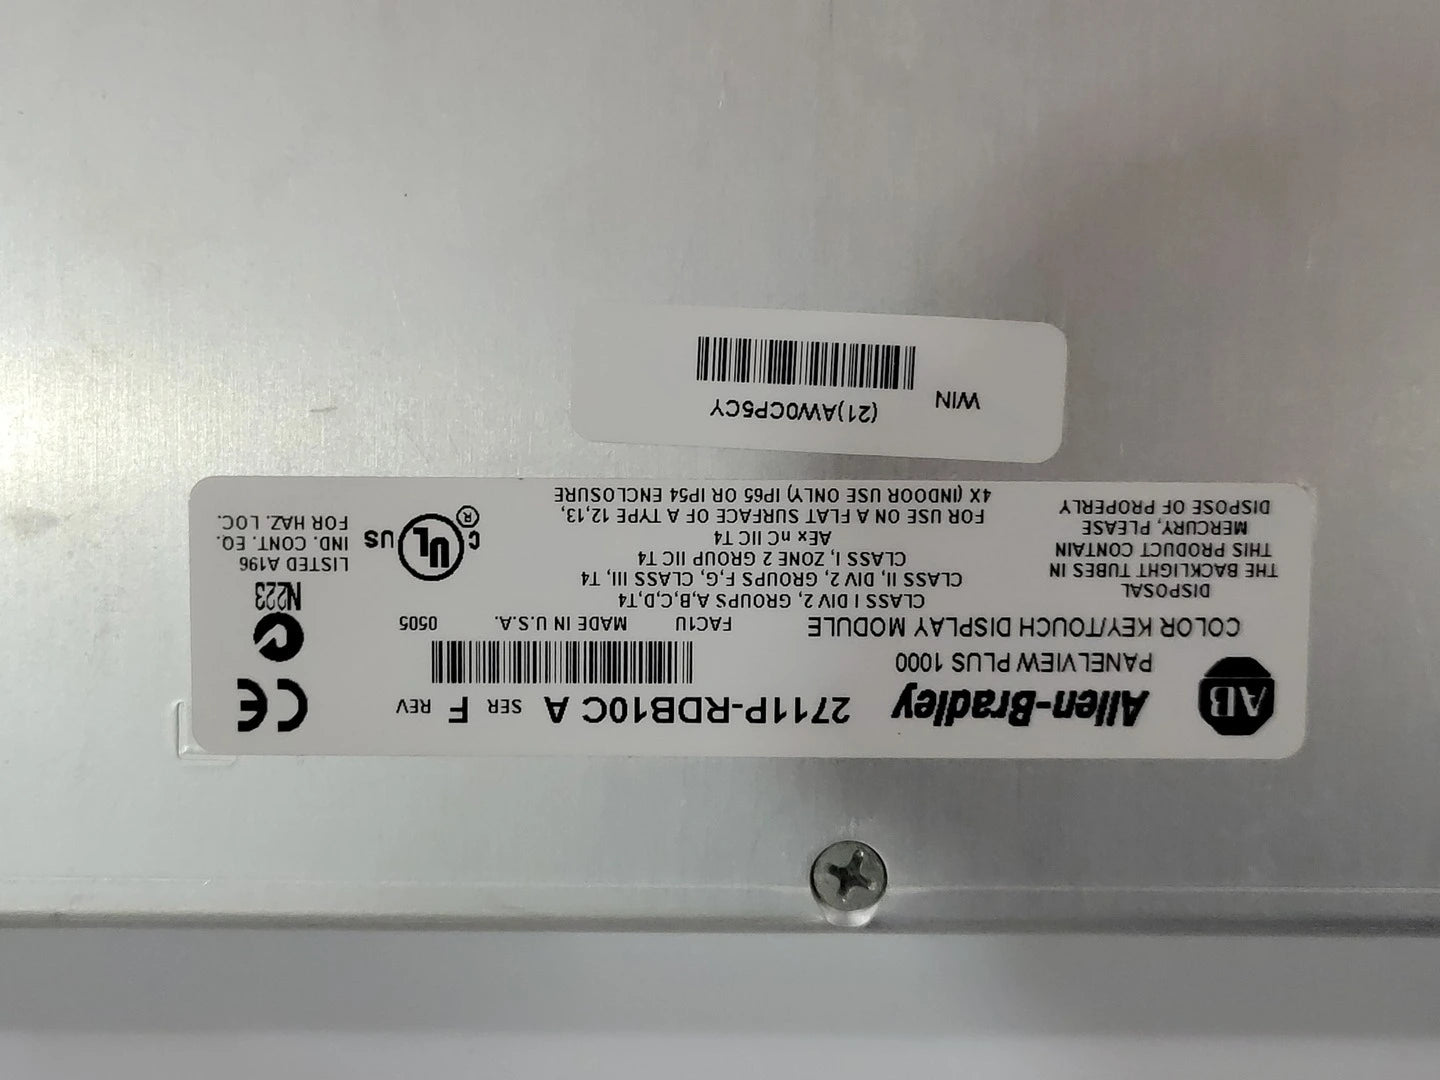 AB Allen-Bradley 2711P-RDB10C A SER F REV CE
PANELVIEW PLUS 1000
COLOR KEY/TOUCH DISPLAY MODULE FAC1U MADE IN U.S.A. 0505
DISPOSAL
THE BACKLIGHT TUBES IN
THIS PRODUCT CONTAIN
MERCURY, PLEASE
DISPOSE OF PROPERLY
CLASS I DIV 2, GROUPS A,B,C,D,T4
CLASS II, DIV 2, GROUPS F,G, CLASS III, T4
CLASS I, ZONE 2 GROUP IIC T4
AEx nC IIC T4
FOR USE ON A FLAT SURFACE OF A TYPE 12,13,
4X (INDOOR USE ONLY) IP65 OR IP54 ENCLOSURE
C UL US ®
N223
LISTED A196
IND. CONT. EQ.
FOR HAZ. LOC.
WIN (21)AW0CP5CY